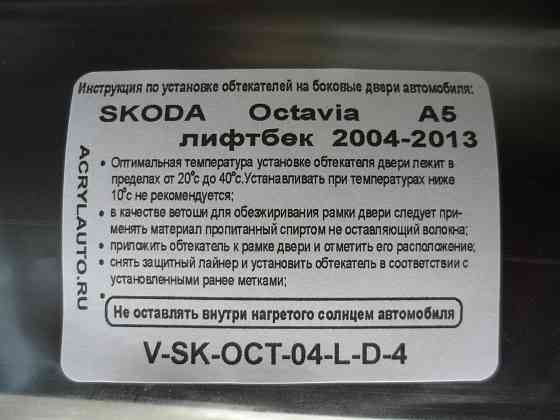 Инструкция по установке обтекателей на боковые двери автомобиля:
SKODA Octavia A5
лифтбек 2004-2013
• Оптимальная температура установке обтекателя двери лежит в
пределах от 20°c до 40°c.Устанавливать при температурах ниже
10°c не рекомендуется;
• в качестве ветоши для обезжиривания рамки двери следует при-
менять материал пропитанный спиртом не оставляющий волокна;
• приложить обтекатель к рамке двери и отметить его расположение;
• снять защитный лайнер и установить обтекатель в соответствии с
установленными ранее метками;
•
Не оставлять внутри нагретого солнцем автомобиля
V-SK-OCT-04-L-D-4
ACRYLAUTO.RU